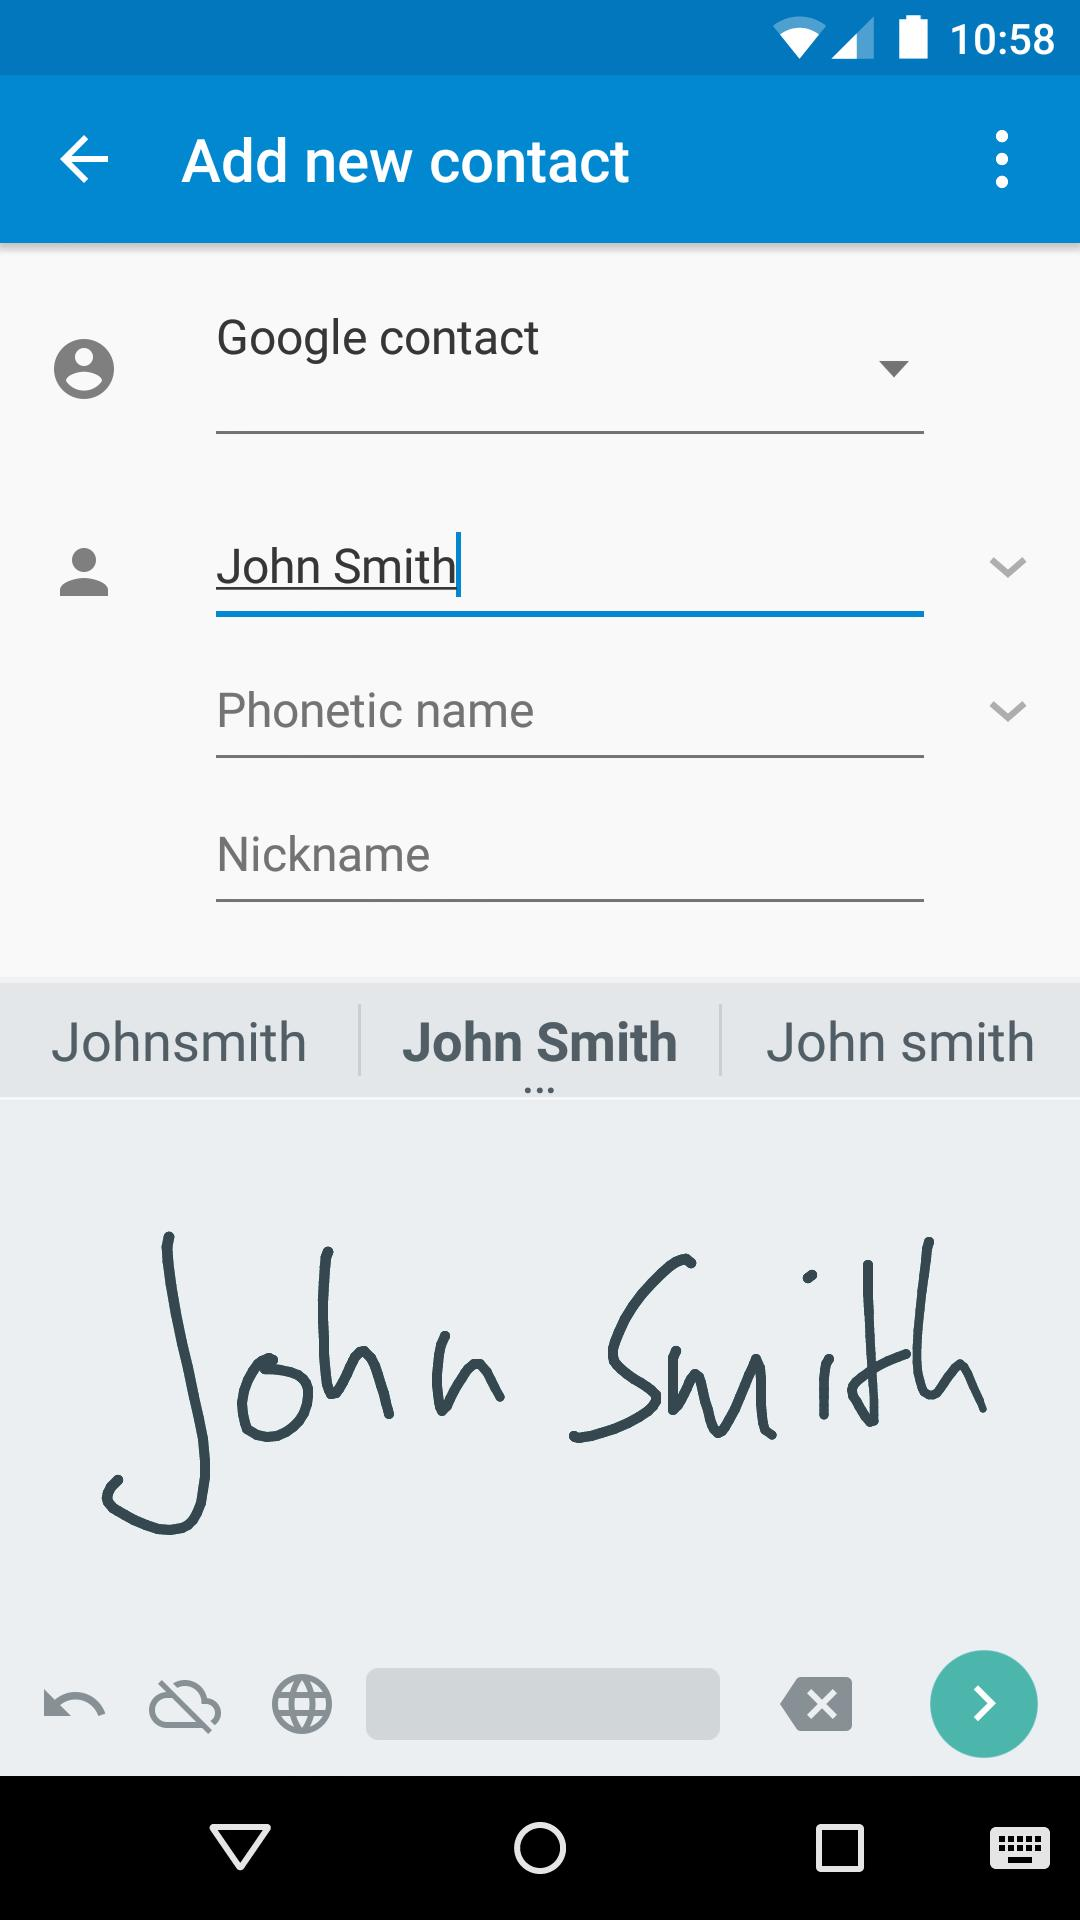 10:58
Add new contact
Google contact
John Smith
Phonetic name
Nickname
Johnsmith John Smith John smith
John Smith